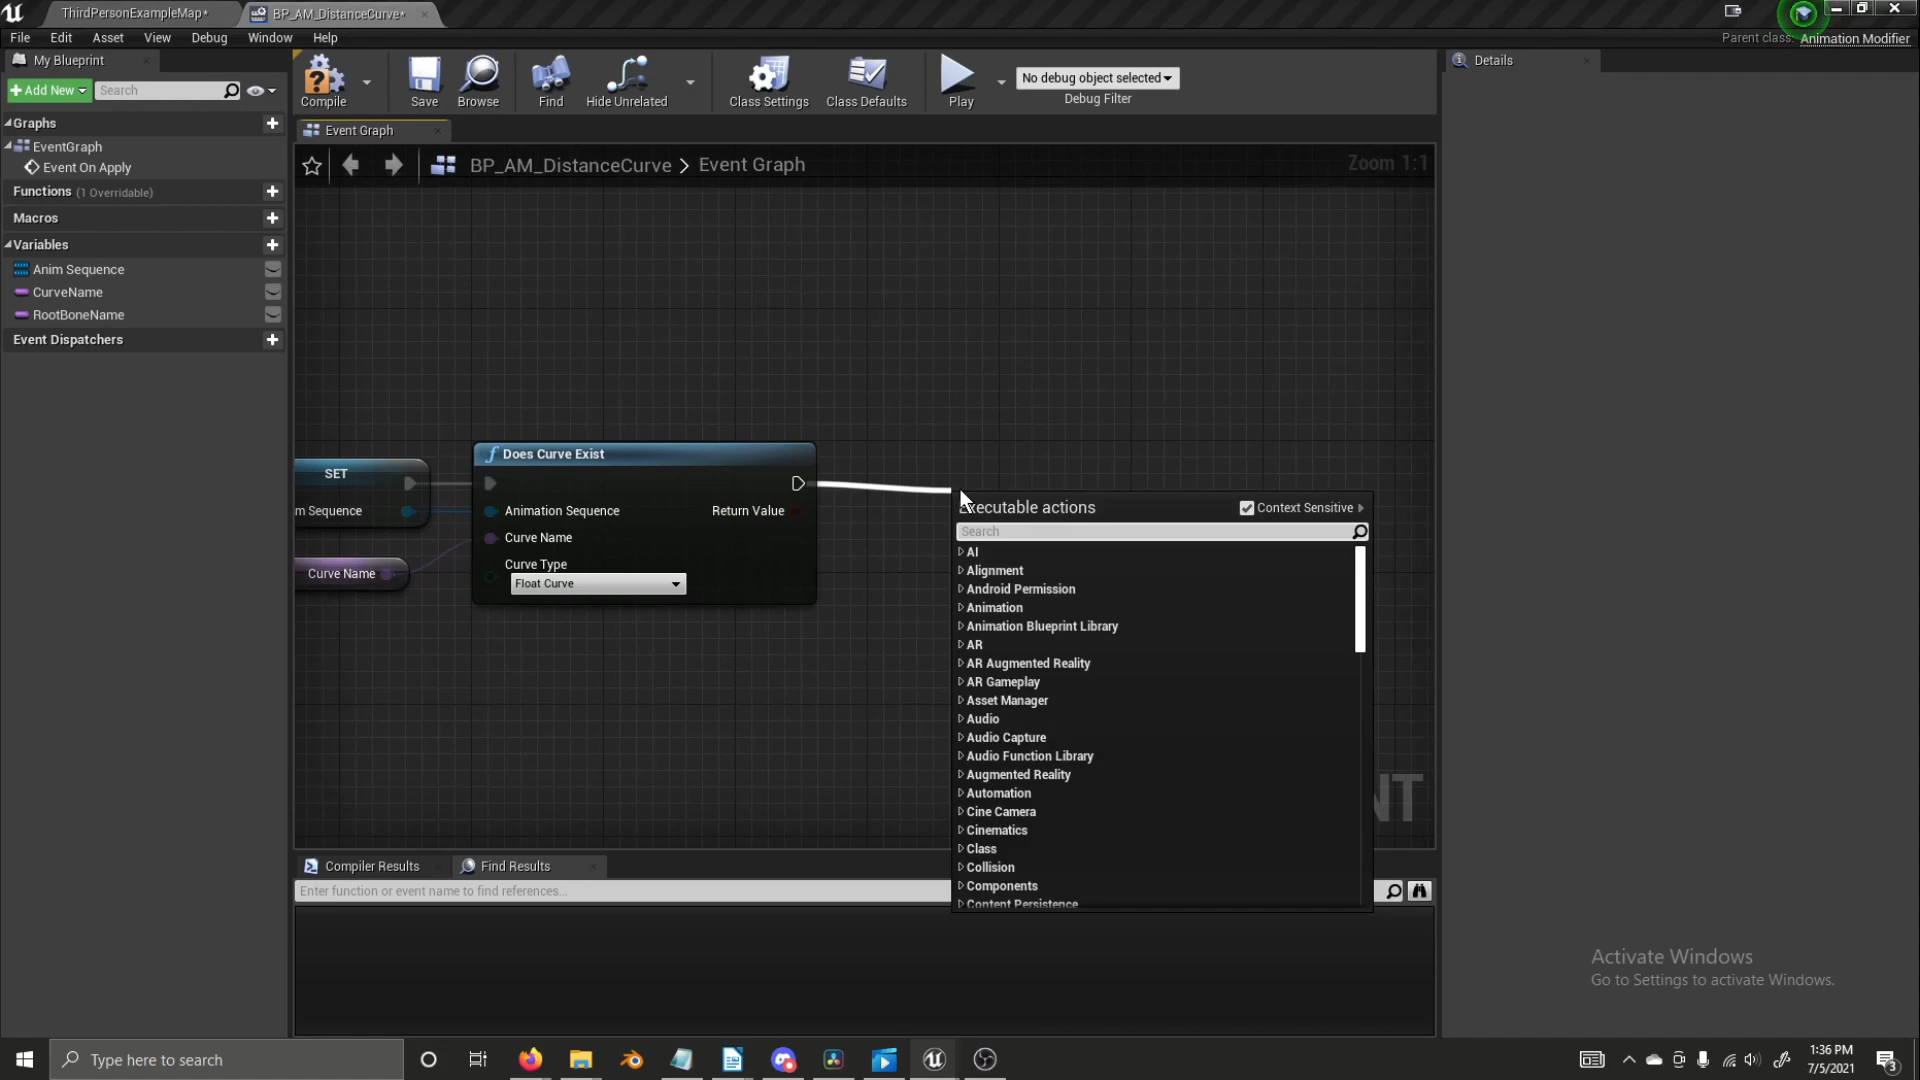 ThirdPersonExampleMap*
BP_AM_DistanceCurve*
File Edit Asset View Debug Window Help
Parent class: Animation Modifier
My Blueprint
Add New
Search
Compile
Save
Browse
Find
Hide Unrelated
Class Settings
Class Defaults
Play
No debug object selected
Debug Filter
Details
Graphs
EventGraph
Event On Apply
Functions (1 Overridable)
Macros
Variables
Anim Sequence
CurveName
RootBoneName
Event Dispatchers
Event Graph
BP_AM_DistanceCurve > Event Graph
Zoom 1:1
SET
m Sequence
Curve Name
Does Curve Exist
Animation Sequence
Return Value
Curve Name
Curve Type
Float Curve
Executable actions
Context Sensitive
Search
AI
Alignment
Android Permission
Animation
Animation Blueprint Library
AR
AR Augmented Reality
AR Gameplay
Asset Manager
Audio
Audio Capture
Audio Function Library
Augmented Reality
Automation
Cine Camera
Cinematics
Class
Collision
Components
Content Persistence
NT
Compiler Results
Find Results
Enter function or event name to find references...
Activate Windows
Go to Settings to activate Windows.
Type here to search
1:36 PM
7/5/2021
3